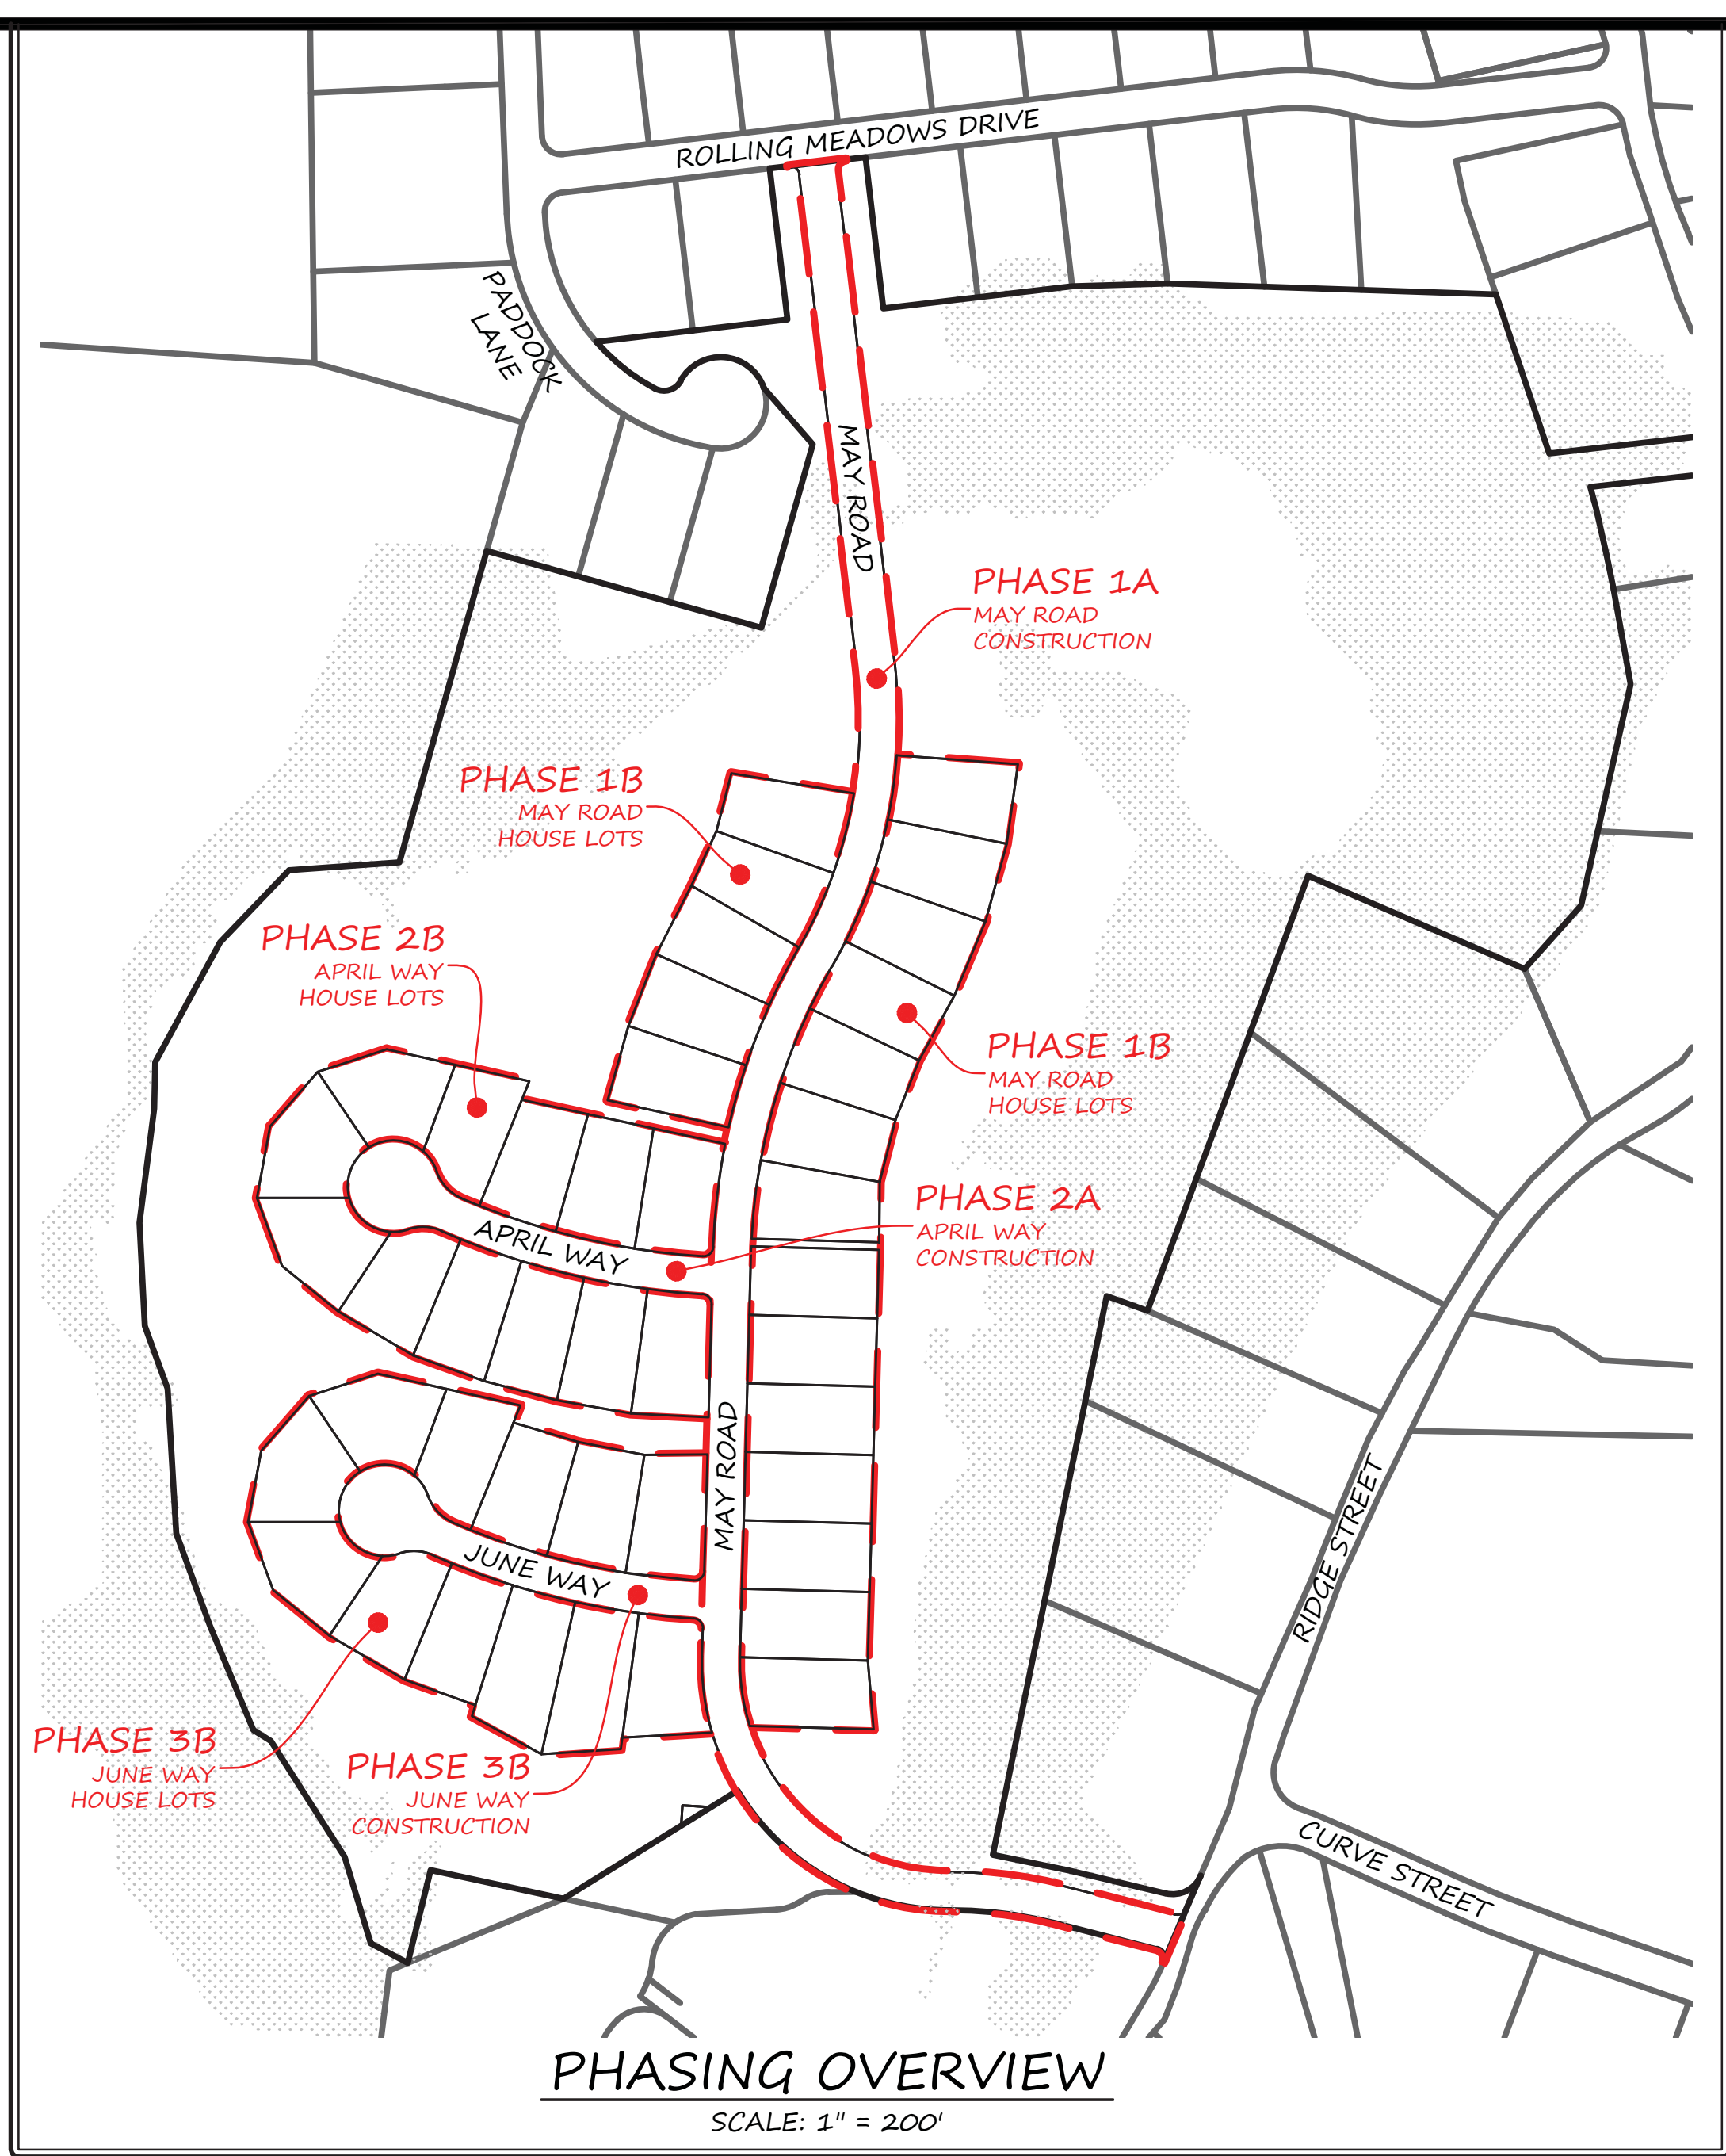 ROLLING MEADOWS DRIVE
PADDOCK
LANE
MAY ROAD
PHASE 1A
MAY ROAD
CONSTRUCTION
PHASE 1B
MAY ROAD
HOUSE LOTS
PHASE 2B
APRIL WAY
HOUSE LOTS
PHASE 1B
MAY ROAD
HOUSE LOTS
PHASE 2A
APRIL WAY
CONSTRUCTION
APRIL WAY
MAY ROAD
JUNE WAY
RIDGE STREET
PHASE 3B
JUNE WAY
HOUSE LOTS
PHASE 3B
JUNE WAY
CONSTRUCTION
CURVE STREET
PHASING OVERVIEW
SCALE: 1" = 200'